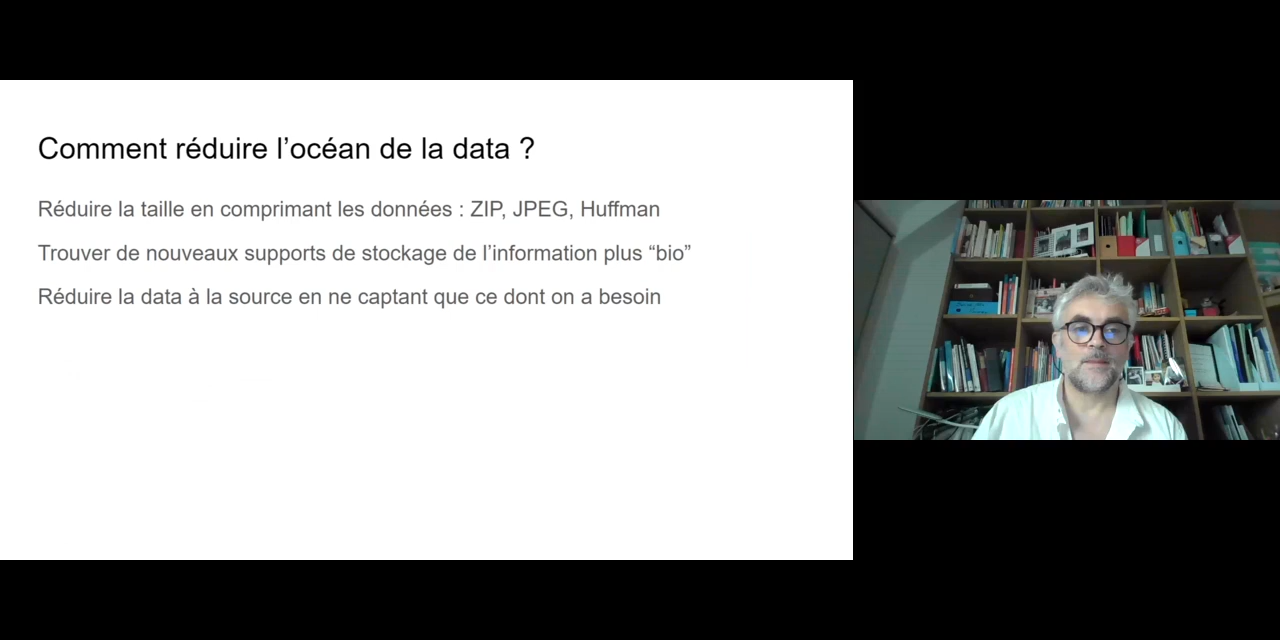 Comment réduire l’océan de la data ?
Réduire la taille en comprimant les données : ZIP, JPEG, Huffman
Trouver de nouveaux supports de stockage de l’information plus “bio”
Réduire la data à la source en ne captant que ce dont on a besoin